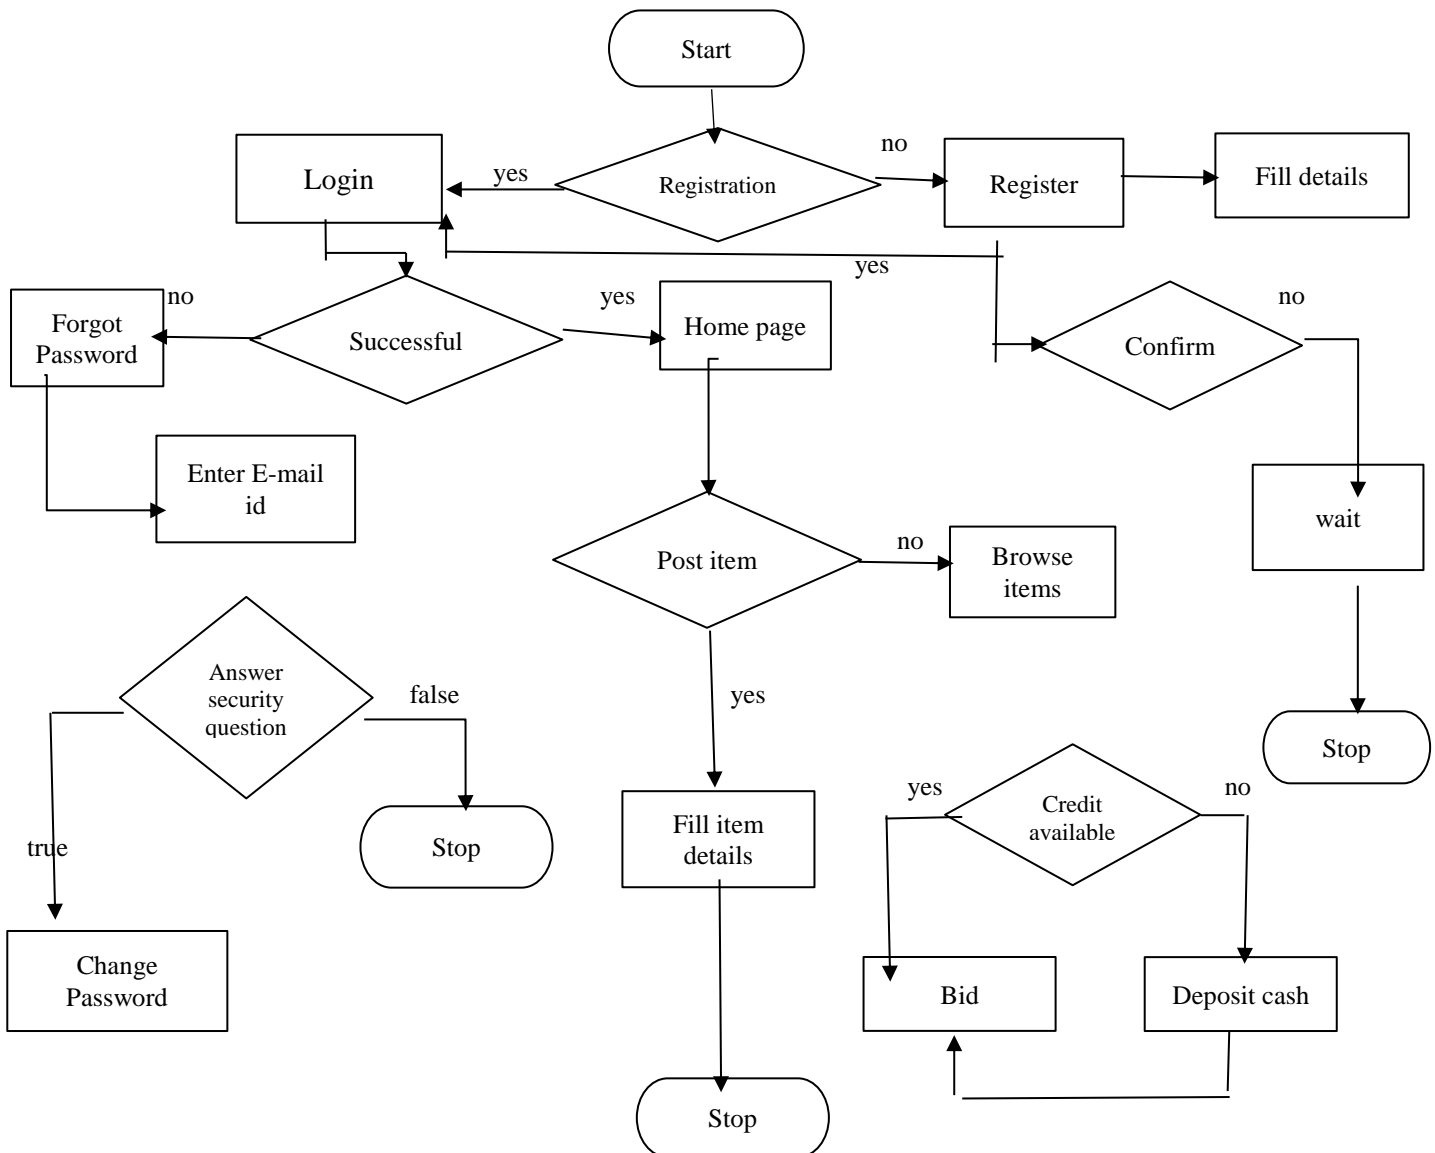 Start
no
Login
yes
Registration
Register
Fill details
yes
no
yes
no
Forgot
Password
Successful
Home page
Confirm
Enter E-mail
id
wait
Post item
no
Browse
items
Answer
security
question
false
yes
Stop
yes
Credit
available
no
true
Stop
Fill item
details
Change
Password
Bid
Deposit cash
Stop